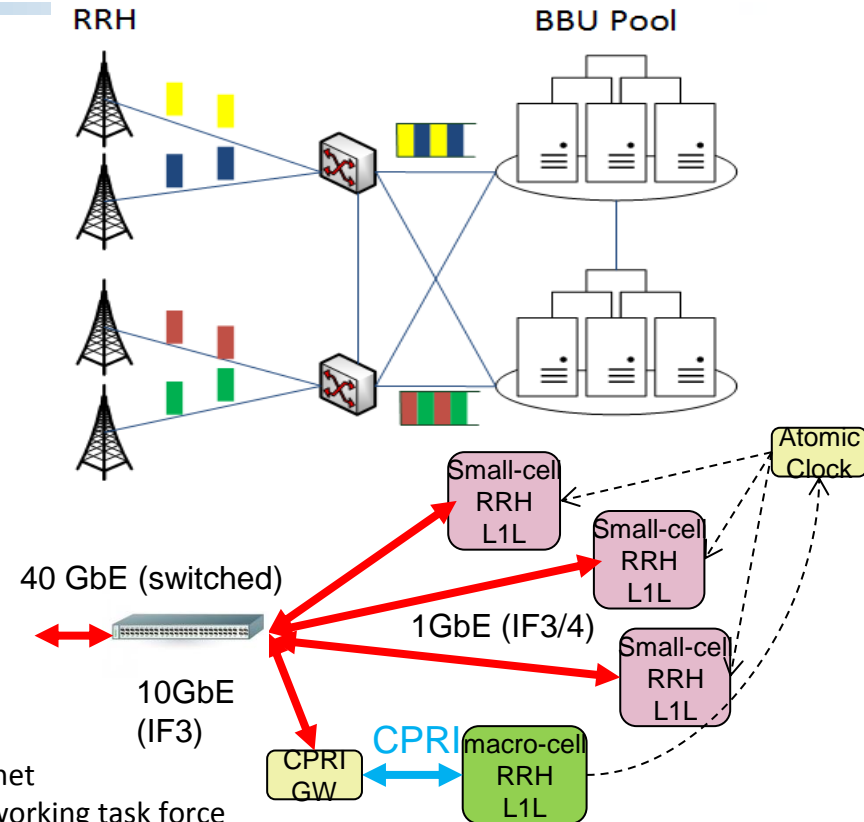 RRH
BBU Pool
Atomic
Clock
Small-cell
RRH
L1L
Small-cell
RRH
L1L
40 GbE (switched)
1GbE (IF3/4)
Small-cell
RRH
L1L
10GbE
(IF3)
CPRI
GW
CPRI
macro-cell
RRH
L1L
net
working task force